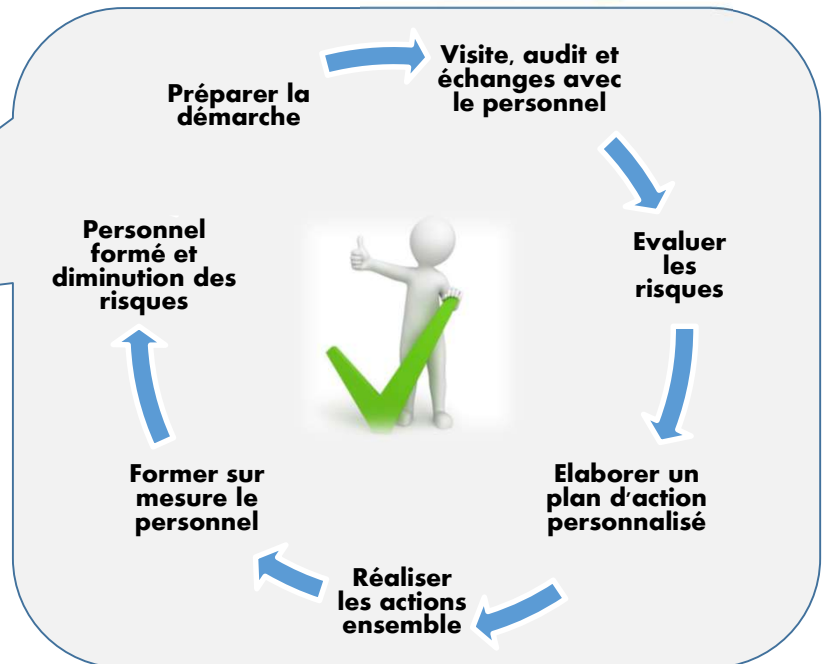 Préparer la
démarche
Visite, audit et
échanges avec
le personnel
Evaluer
les
risques
Elaborer un
plan d'action
personnalisé
Réaliser
les actions
ensemble
Former sur
mesure le
personnel
Personnel
formé et
diminution des
risques